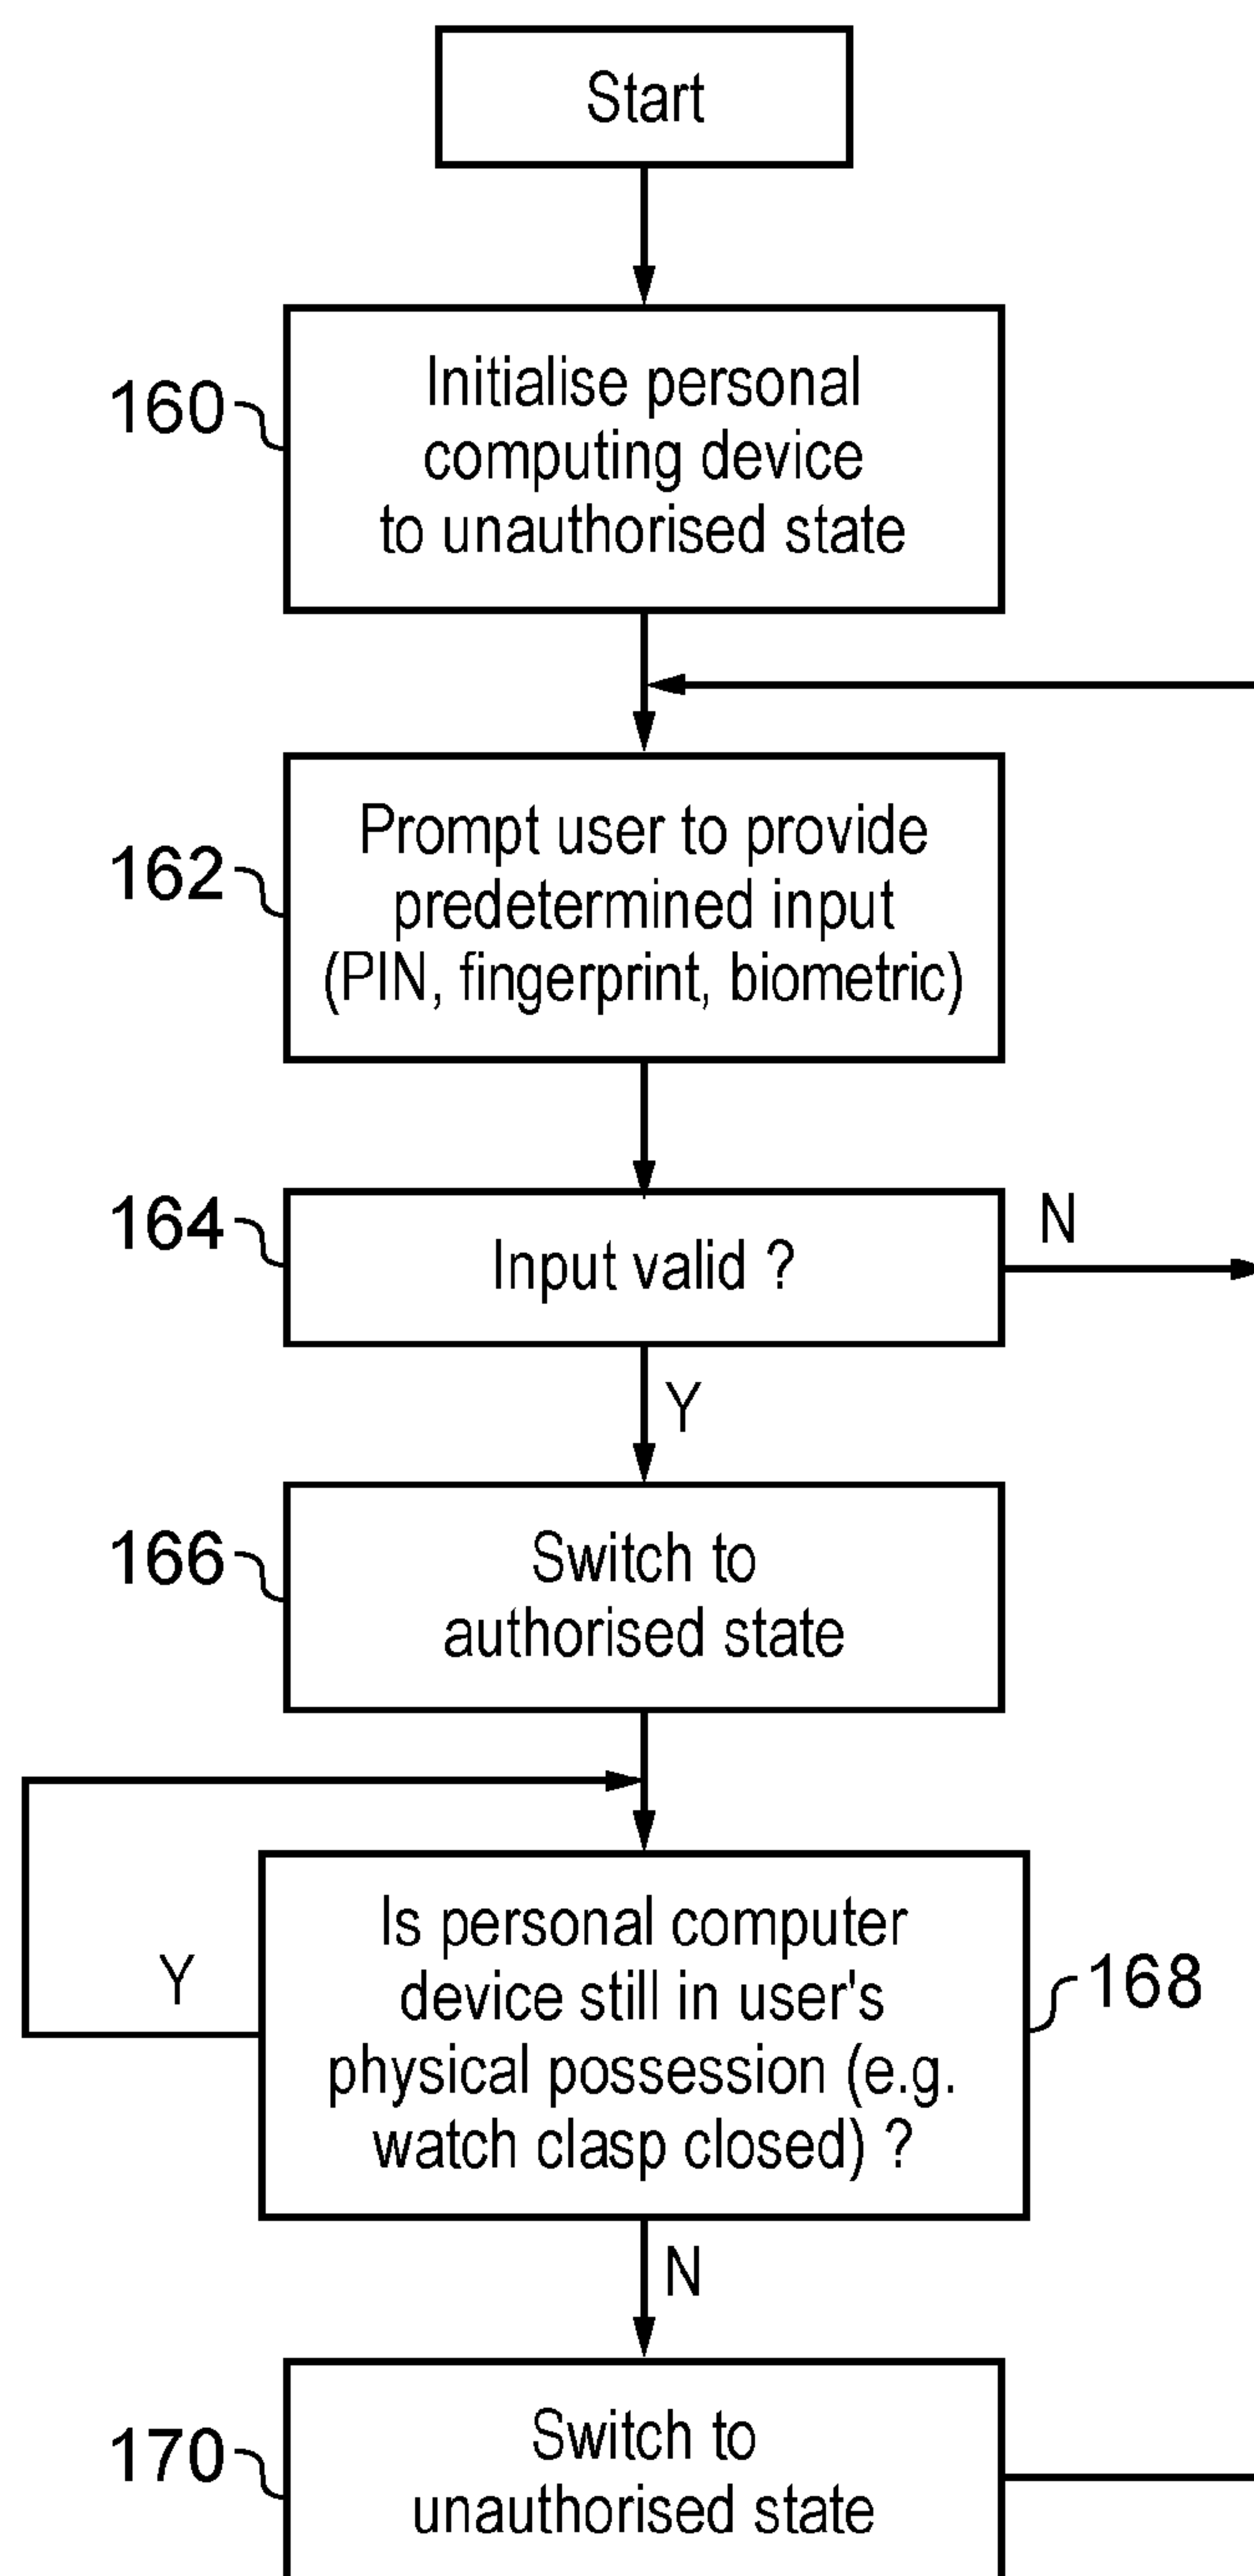 Start
160
Initialise personal
computing device
to unauthorised state
162
Prompt user to provide
predetermined input
(PIN, fingerprint, biometric)
164
Input valid ?
N
Y
166
Switch to
authorised state
Is personal computer
device still in user's
physical possession (e.g.
watch clasp closed) ?
168
Y
N
170
Switch to
unauthorised state